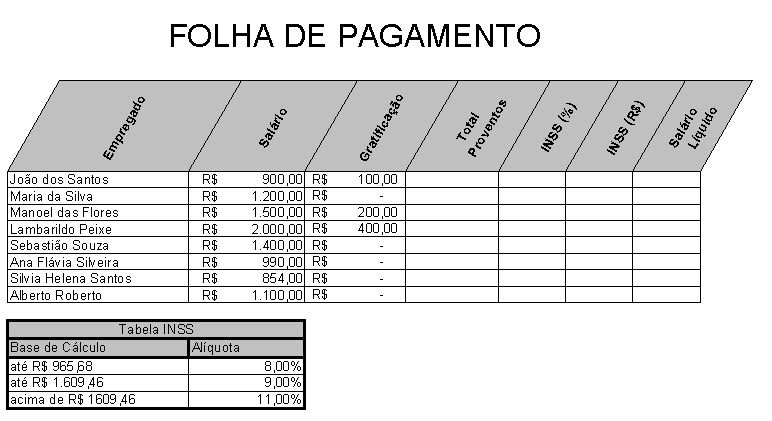 FOLHA DE PAGAMENTO
Empregado Salário Gratificação Total Proventos INSS (%) INSS (R$) Salário Líquido
João dos Santos R$ 900,00 R$ 100,00
Maria da Silva R$ 1.200,00 R$ -
Manoel das Flores R$ 1.500,00 R$ 200,00
Lambarildo Peixe R$ 2.000,00 R$ 400,00
Sebastião Souza R$ 1.400,00 R$ -
Ana Flávia Silveira R$ 990,00 R$ -
Silvia Helena Santos R$ 854,00 R$ -
Alberto Roberto R$ 1.100,00 R$ -
Tabela INSS
Base de Cálculo Alíquota
até R$ 965,68 8,00%
até R$ 1.609,46 9,00%
acima de R$ 1609,46 11,00%